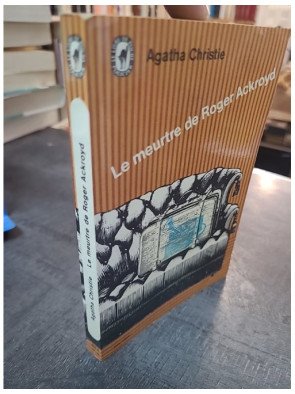 Agatha Christie
Le meurtre de Roger Ackroyd
Agatha Christie Le meurtre de Roger Ackroyd